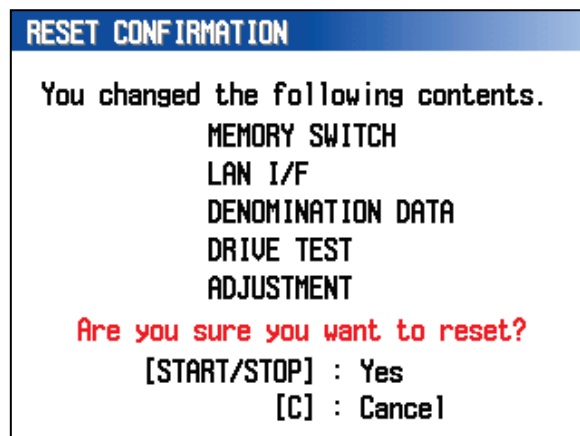 RESET CONFIRMATION
You changed the following contents.
MEMORY SWITCH
LAN I/F
DENOMINATION DATA
DRIVE TEST
ADJUSTMENT
Are you sure you want to reset?
[START/STOP] : Yes
[C] : Cancel